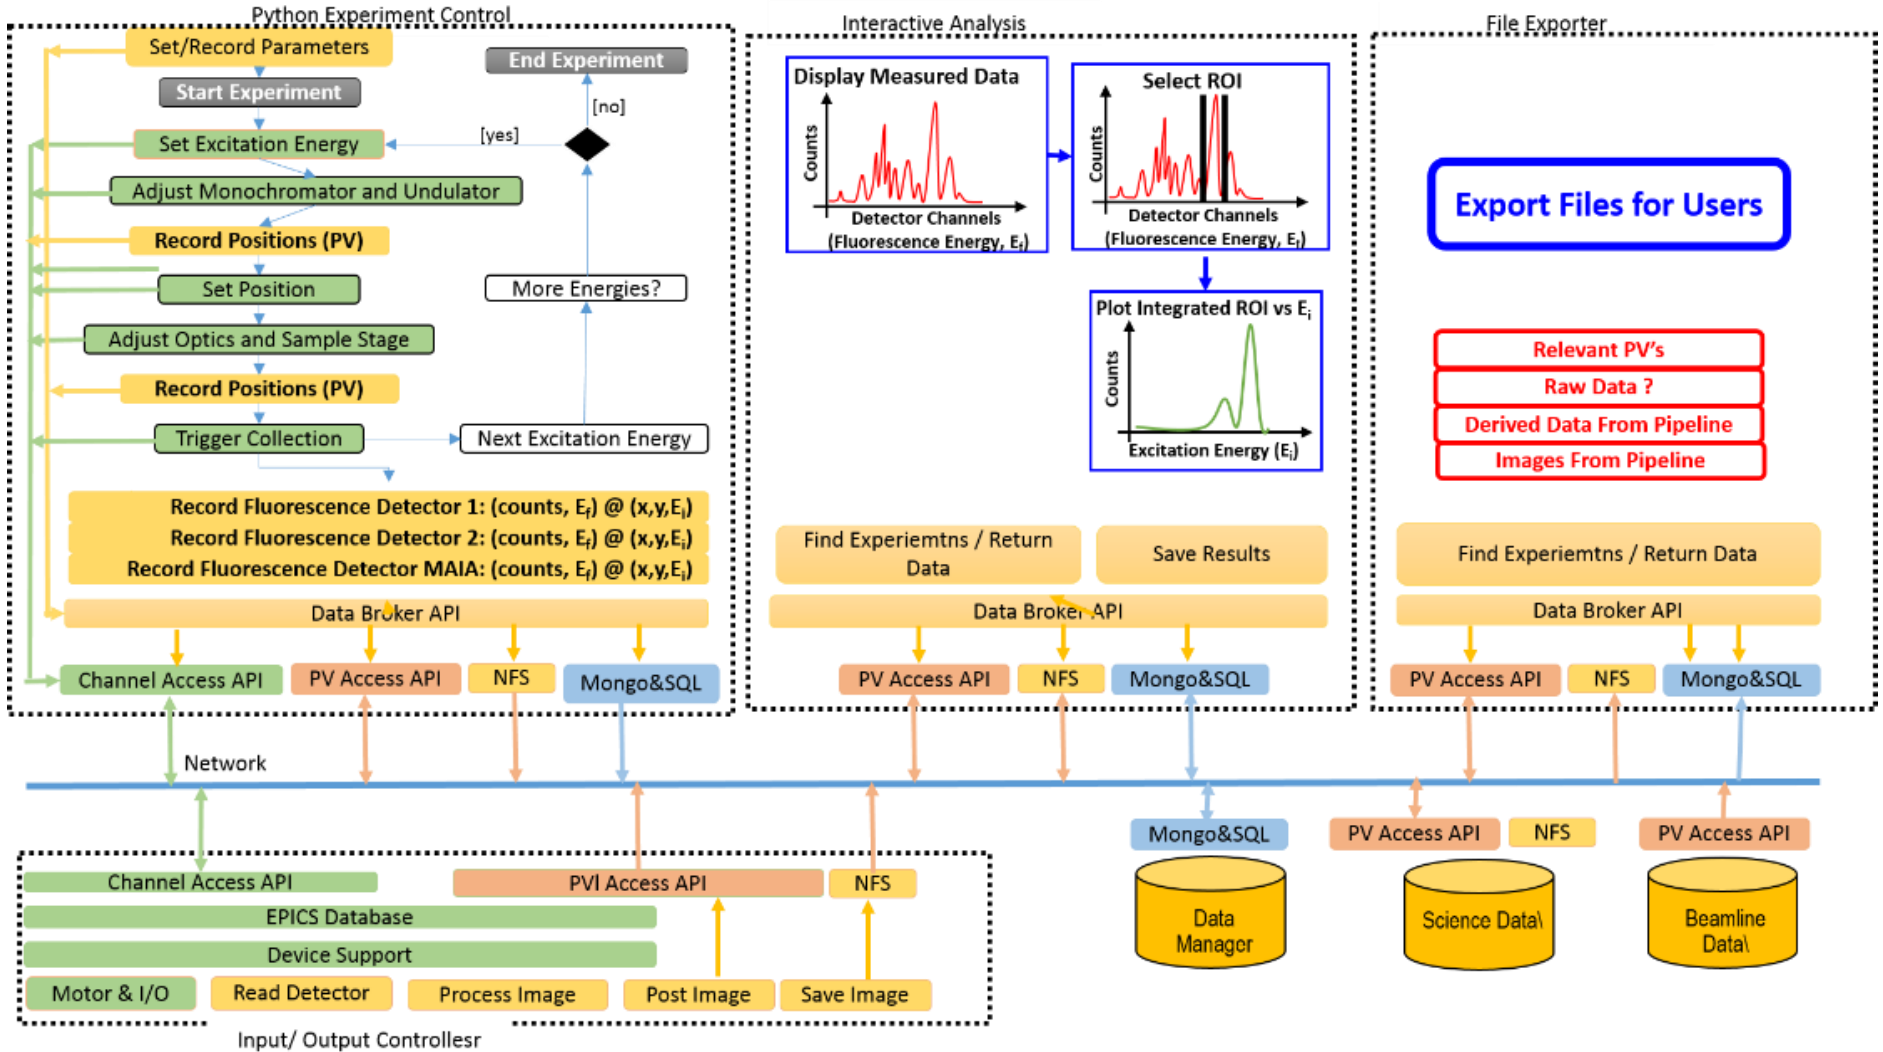 Python Experiment Control
Set/Record Parameters
Start Experiment
End Experiment
[no]
[yes]
Set Excitation Energy
Adjust Monochromator and Undulator
Record Positions (PV)
Set Position
More Energies?
Adjust Optics and Sample Stage
Record Positions (PV)
Trigger Collection
Next Excitation Energy
Record Fluorescence Detector 1: (counts, Ef) @ (x,y,Ei)
Record Fluorescence Detector 2: (counts, Ef) @ (x,y,Ei)
Record Fluorescence Detector MAIA: (counts, Ef) @ (x,y,Ei)
Data Broker API
Channel Access API
PV Access API
NFS
Mongo&SQL
Interactive Analysis
Display Measured Data
Counts
Detector Channels
(Fluorescence Energy, Ef)
Select ROI
Counts
Detector Channels
(Fluorescence Energy, Ef)
Plot Integrated ROI vs Ei
Counts
Excitation Energy (Ei)
Find Experiemtns / Return
Data
Save Results
Data Broker API
PV Access API
NFS
Mongo&SQL
File Exporter
Export Files for Users
Relevant PV's
Raw Data ?
Derived Data From Pipeline
Images From Pipeline
Find Experiemtns / Return Data
Data Broker API
PV Access API
NFS
Mongo&SQL
Network
Channel Access API
PVl Access API
NFS
EPICS Database
Device Support
Motor & I/O
Read Detector
Process Image
Post Image
Save Image
Input/ Output Controllesr
Mongo&SQL
Data
Manager
PV Access API
NFS
Science Data\
PV Access API
Beamline
Data\